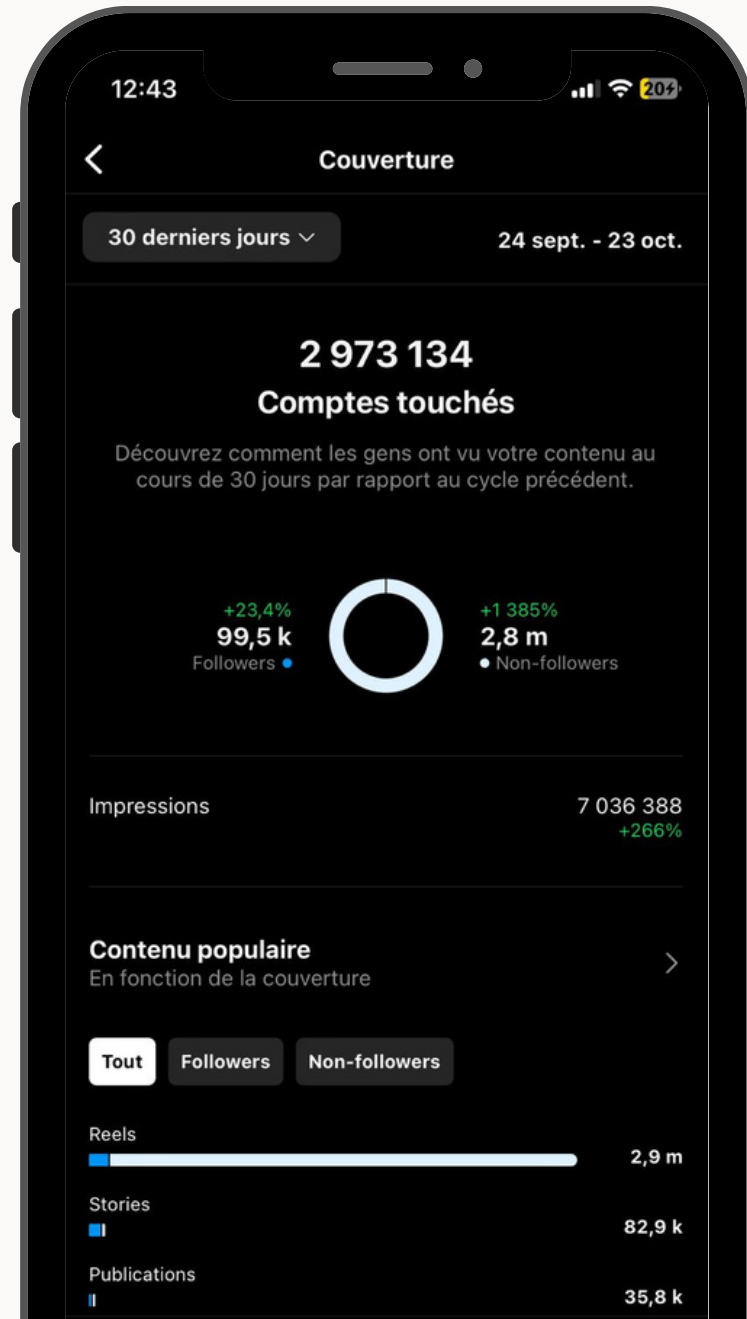 12:43
20
Couverture
30 derniers jours
24 sept. - 23 oct.
2 973 134
Comptes touchés
Découvrez comment les gens ont vu votre contenu au
cours de 30 jours par rapport au cycle précédent.
+23,4%
99,5 k
Followers
+1 385%
2,8 m
Non-followers
Impressions
7 036 388
+266%
Contenu populaire
En fonction de la couverture
Tout
Followers
Non-followers
Reels
2,9 m
Stories
82,9 k
Publications
35,8 k